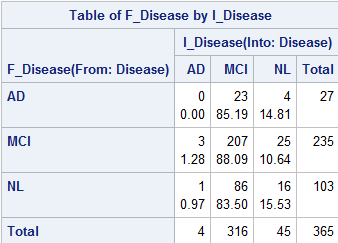 Table of F_Disease by I_Disease
F_Disease(From: Disease) I_Disease(Into: Disease)
AD MCI NL Total
AD 0 23 4 27
0.00 85.19 14.81
MCI 3 207 25 235
1.28 88.09 10.64
NL 1 86 16 103
0.97 83.50 15.53
Total 4 316 45 365